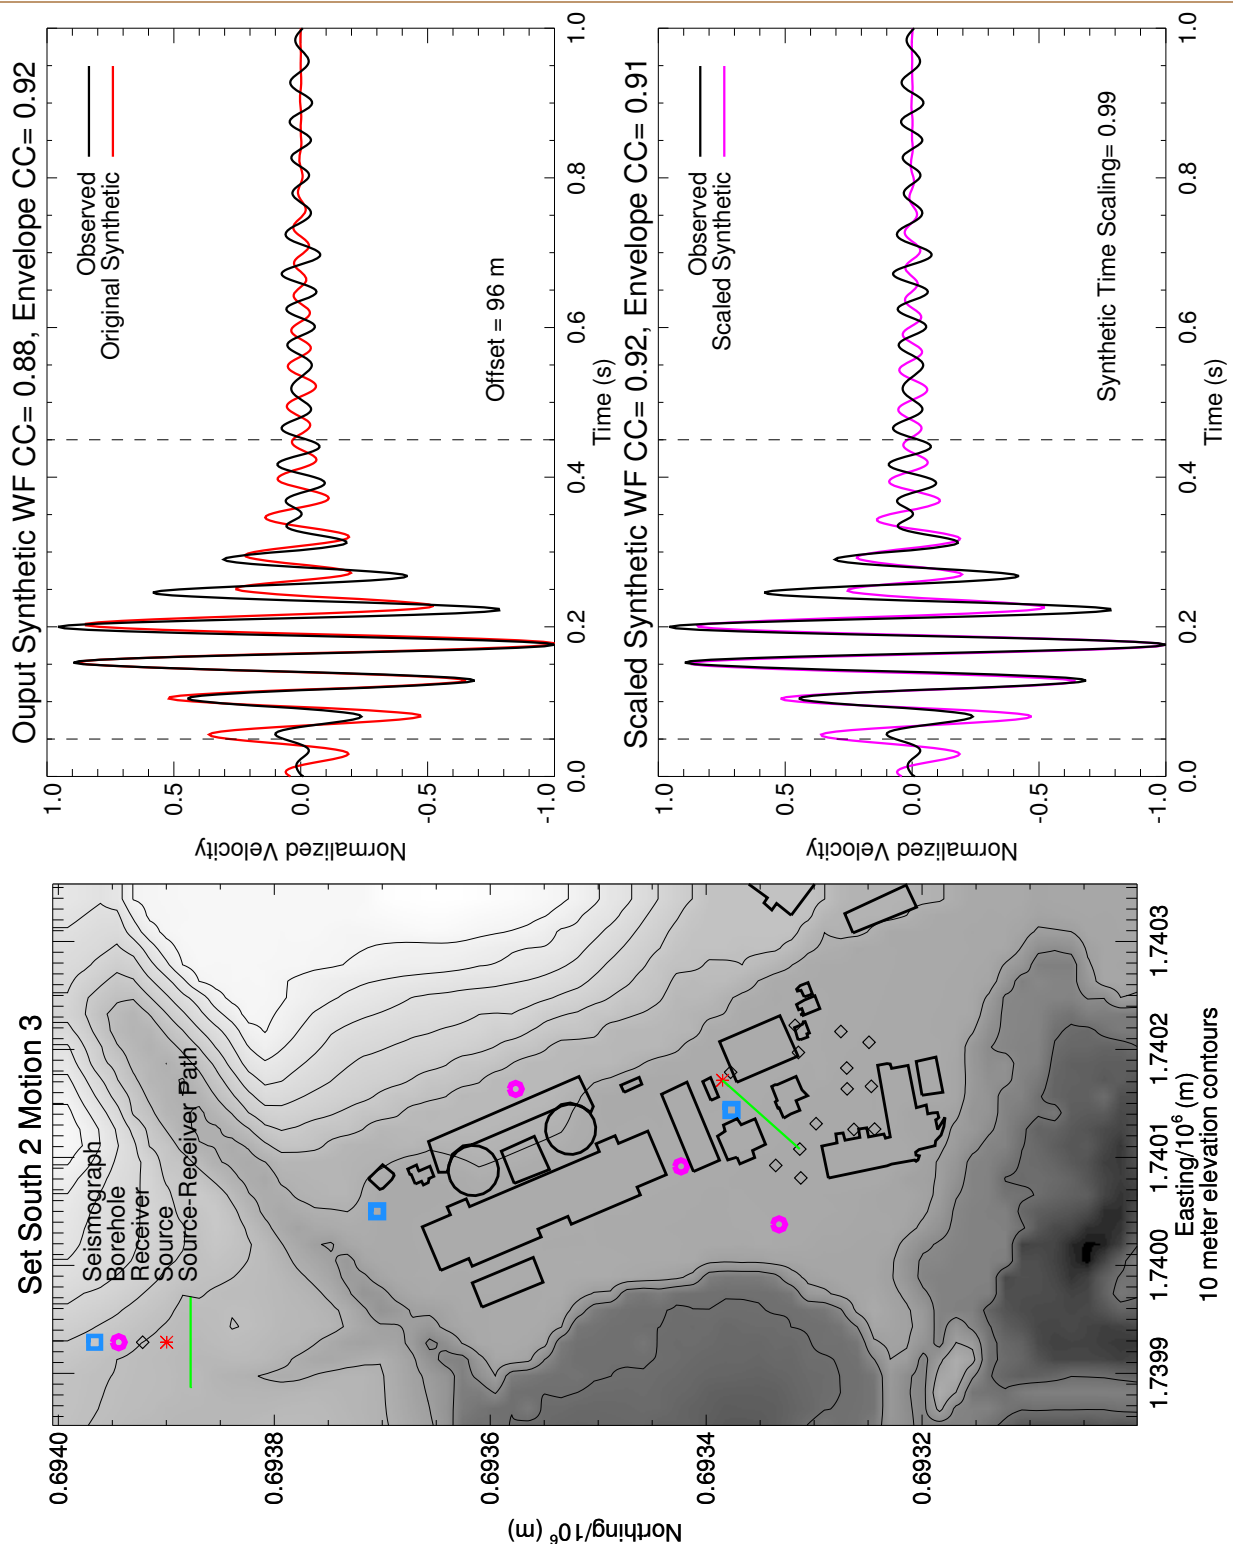 Set South 2 Motion 3
Seismograph
Borehole
Receiver
Source
Source-Receiver Path
0.6940
0.6938
0.6936
0.6934
0.6932
Northing/10⁶ (m)
1.7399
1.7400
1.7401
1.7402
1.7403
Easting/10⁶ (m)
10 meter elevation contours
Ouput Synthetic WF CC= 0.88, Envelope CC= 0.92
Observed
Original Synthetic
Offset = 96 m
1.0
0.5
0.0
-0.5
-1.0
Normalized Velocity
0.0
0.2
0.4
0.6
0.8
1.0
Time (s)
Scaled Synthetic WF CC= 0.92, Envelope CC= 0.91
Observed
Scaled Synthetic
Synthetic Time Scaling= 0.99
1.0
0.5
0.0
-0.5
-1.0
Normalized Velocity
0.0
0.2
0.4
0.6
0.8
1.0
Time (s)